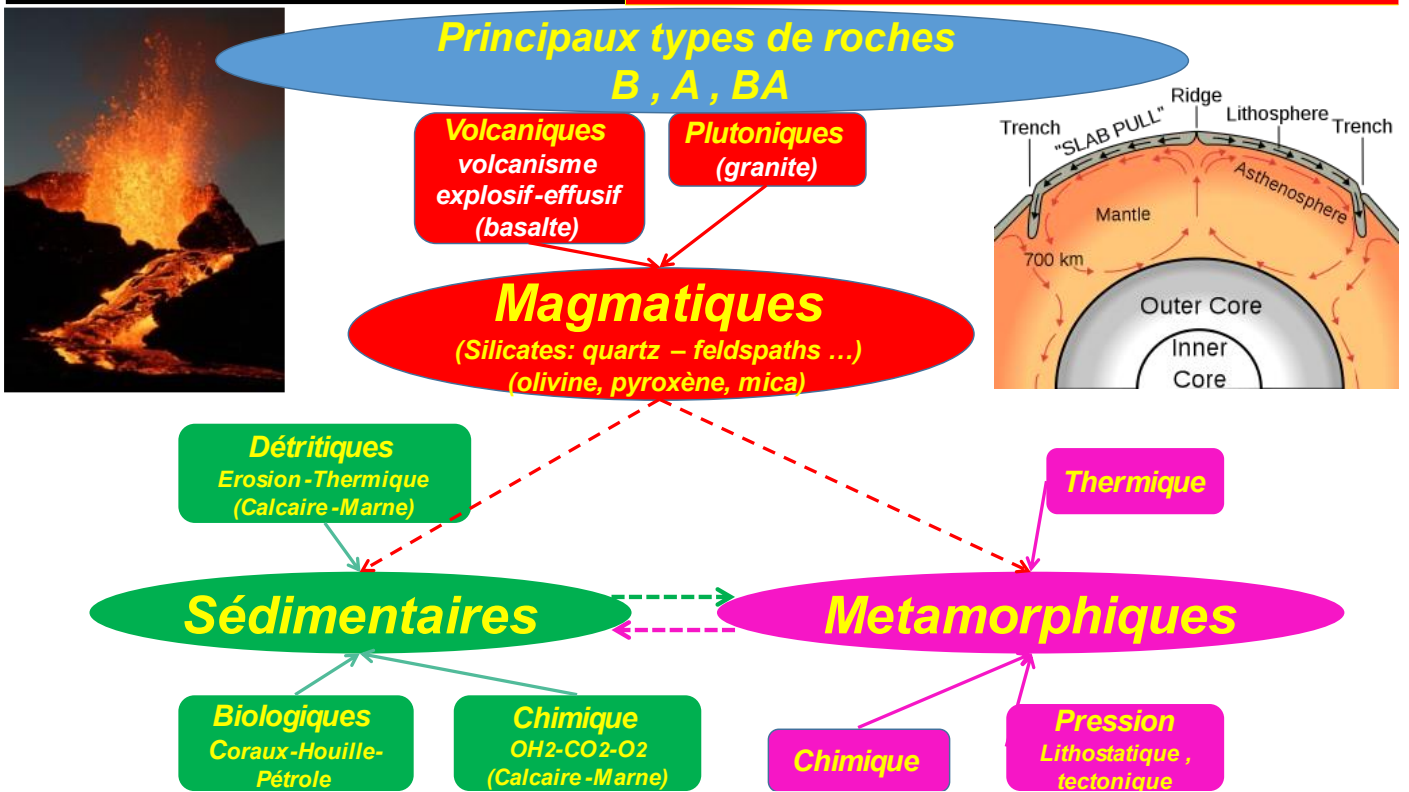 Principaux types de roches
B , A , BA
Volcaniques
volcanisme
explosif-effusif
(basalte)
Plutoniques
(granite)
Ridge
Trench
"SLAB PULL"
Lithosphere
Trench
Asthenosphere
Mantle
700 km
Outer Core
Inner
Core
Magmatiques
(Silicates: quartz – feldspaths …)
(olivine, pyroxène, mica)
Détritiques
Erosion-Thermique
(Calcaire-Marne)
Thermique
Sédimentaires
Metamorphiques
Biologiques
Coraux-Houille-
Pétrole
Chimique
OH2-CO2-O2
(Calcaire-Marne)
Chimique
Pression
Lithostatique ,
tectonique